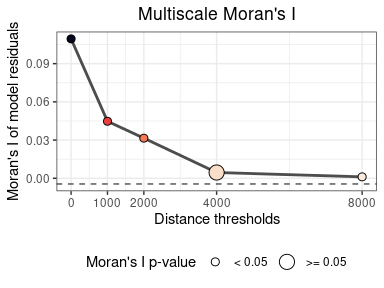 Multiscale Moran's I
Moran's I of model residuals
0.09
0.06
0.03
0.00
0 1000 2000 4000 8000
Distance thresholds
Moran's I p-value < 0.05 >= 0.05